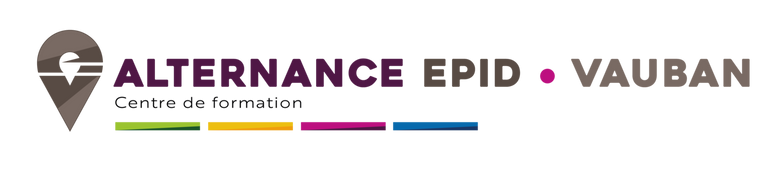 ALTERNANCE EPID • VAUBAN
Centre de formation